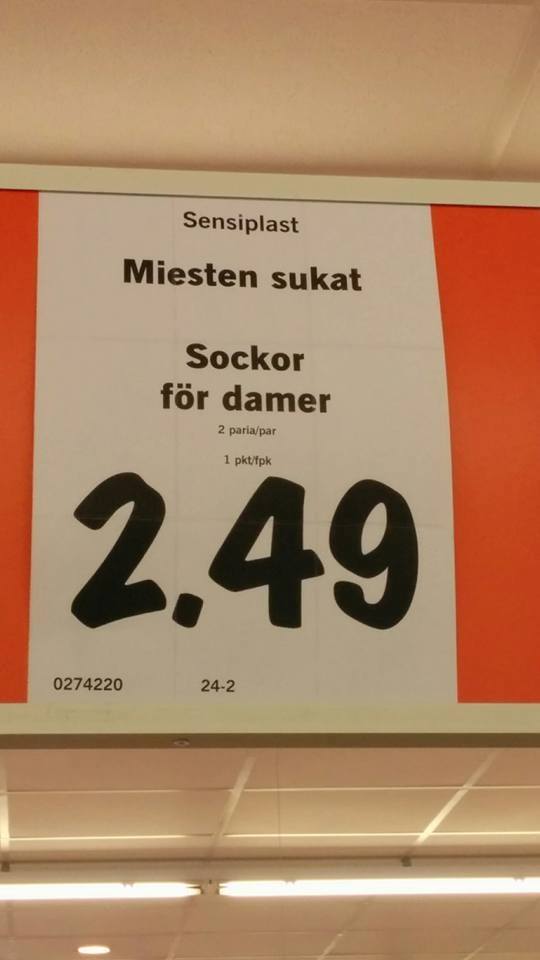 Sensiplast
Miesten sukat
Sockor
för damer
2 paria/par
1 pkt/fpk
2.49
0274220 24-2